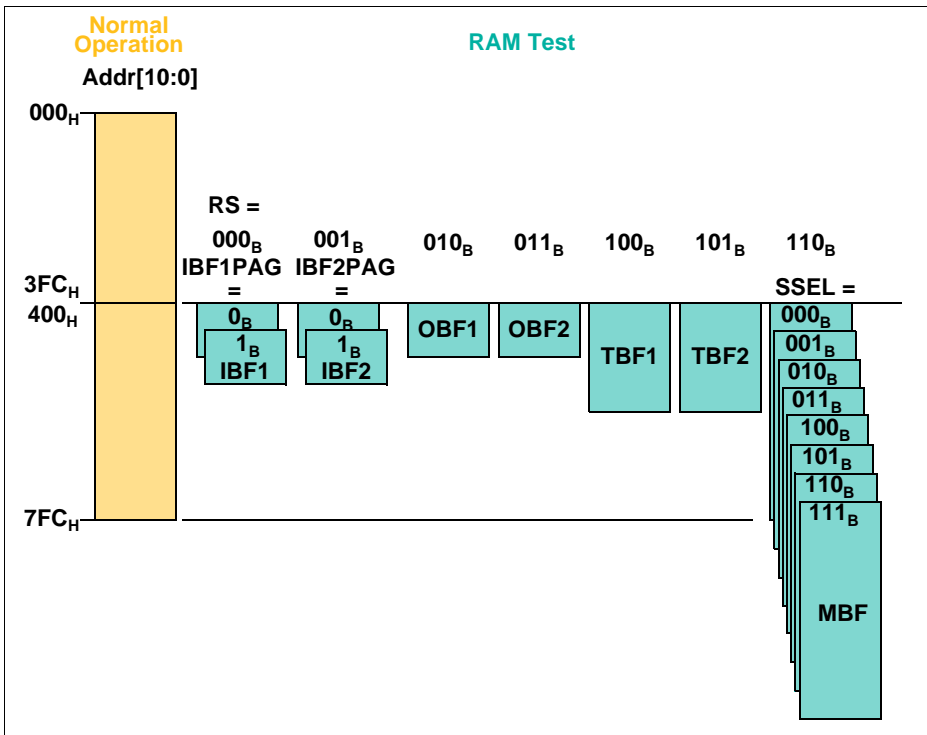 Normal
Operation
RAM Test
Addr[10:0]
000H
RS =
000B 001B 010B 011B 100B 101B 110B
IBF1PAG IBF2PAG
= =
3FCH
SSEL =
400H
0B 0B 000B
1B 1B 001B
IBF1 IBF2
OBF1 OBF2
TBF1 TBF2
010B
011B
100B
101B
110B
111B
7FCH
MBF